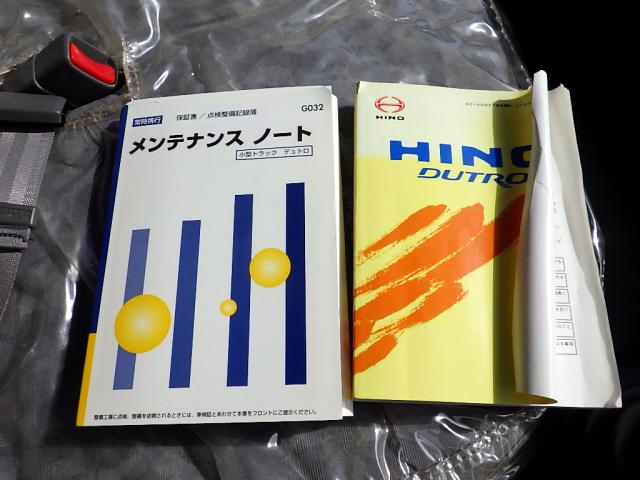 常時携行
保証書／点検整備記録簿
G032
メンテナンス ノート
小型トラック デュトロ
整備工場に点検、整備を依頼されるときには、車検証とあわせて本書をフロントにご提示ください。
HINO
HINO
DUTRO